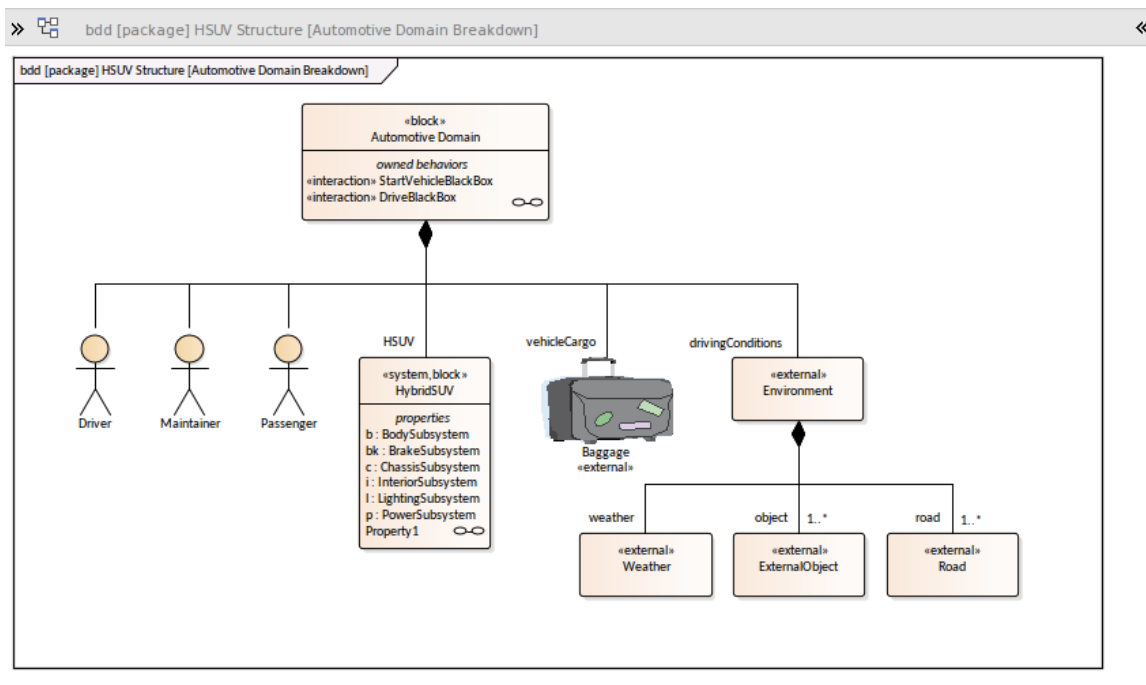 bdd [package] HSUV Structure [Automotive Domain Breakdown]
bdd [package] HSUV Structure [Automotive Domain Breakdown]
«block»
Automotive Domain
owned behaviors
«interaction» StartVehicleBlackBox
«interaction» DriveBlackBox
Driver
Maintainer
Passenger
HSUV
«system,block»
HybridSUV
properties
b : BodySubsystem
bk : BrakeSubsystem
c : ChassisSubsystem
i : InteriorSubsystem
l : LightingSubsystem
p : PowerSubsystem
Property1
vehicleCargo
Baggage
«external»
drivingConditions
«external»
Environment
weather
«external»
Weather
object 1..*
«external»
ExternalObject
road 1..*
«external»
Road